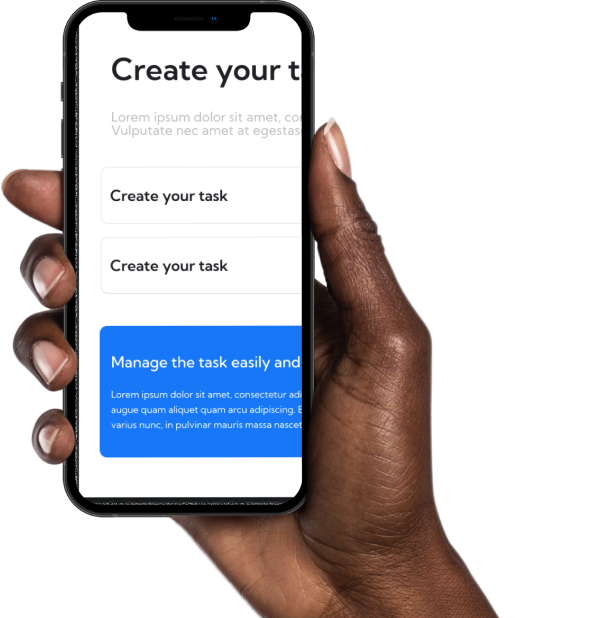 Create your t
Lorem ipsum dolor sit amet, con
Vulputate nec amet at egestas
Create your task
Create your task
Manage the task easily and
Lorem ipsum dolor sit amet, consectetur adi
augue quam aliquet quam arcu adipiscing. E
varius nunc, in pulvinar mauris massa nascet